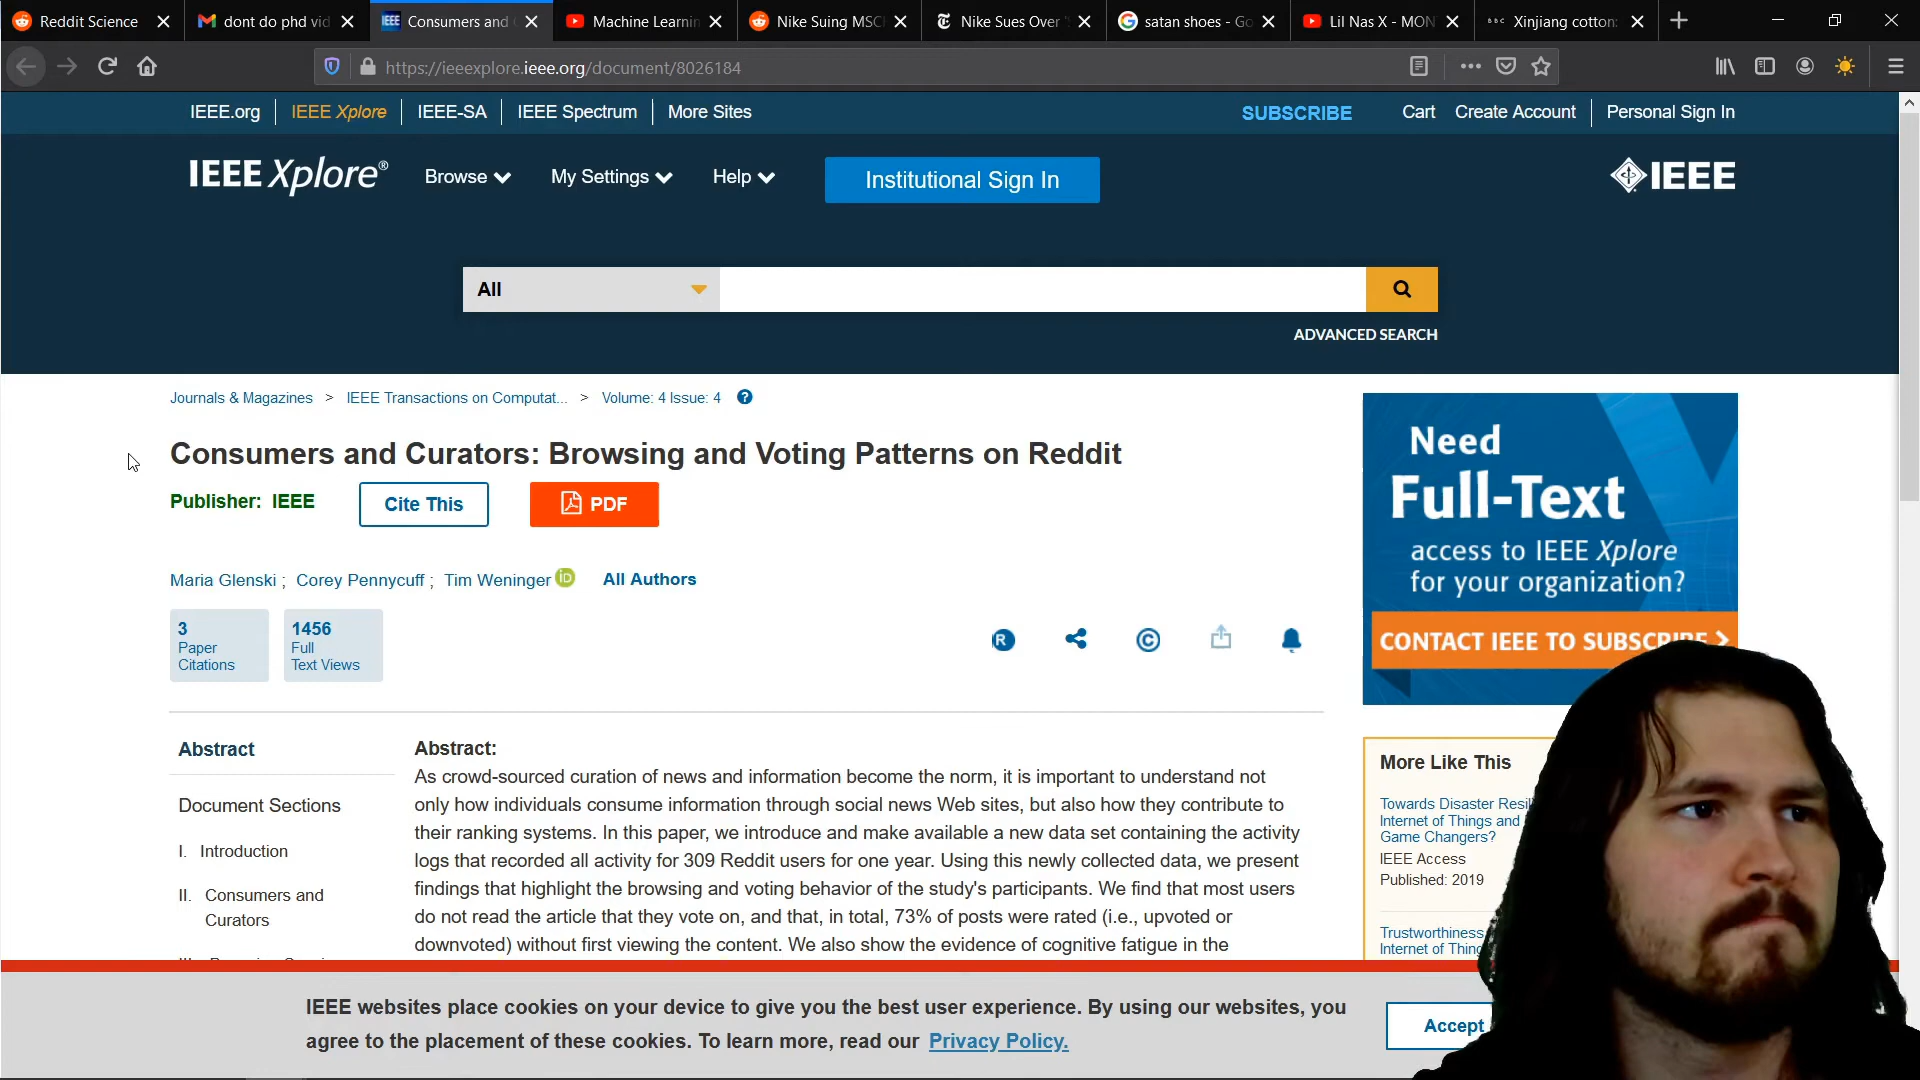 Reddit Science
dont do phd vid
Consumers and
Machine Learnin
Nike Suing MSC
Nike Sues Over '
satan shoes - Go
Lil Nas X - MON
BBC
Xinjiang cotton:
https://ieeexplore.ieee.org/document/8026184
IEEE.org
IEEE Xplore
IEEE-SA
IEEE Spectrum
More Sites
SUBSCRIBE
Cart
Create Account
Personal Sign In
IEEE Xplore®
Browse
My Settings
Help
Institutional Sign In
IEEE
All
ADVANCED SEARCH
Journals & Magazines > IEEE Transactions on Computat... > Volume: 4 Issue: 4
Consumers and Curators: Browsing and Voting Patterns on Reddit
Publisher: IEEE
Cite This
PDF
Maria Glenski ; Corey Pennycuff ; Tim Weninger iD All Authors
3
Paper
Citations
1456
Full
Text Views
R
©
Need
Full-Text
access to IEEE Xplore
for your organization?
CONTACT IEEE TO SUBSCRIBE >
Abstract
Document Sections
I. Introduction
II. Consumers and
Curators
Abstract:
As crowd-sourced curation of news and information become the norm, it is important to understand not
only how individuals consume information through social news Web sites, but also how they contribute to
their ranking systems. In this paper, we introduce and make available a new data set containing the activity
logs that recorded all activity for 309 Reddit users for one year. Using this newly collected data, we present
findings that highlight the browsing and voting behavior of the study's participants. We find that most users
do not read the article that they vote on, and that, in total, 73% of posts were rated (i.e., upvoted or
downvoted) without first viewing the content. We also show the evidence of cognitive fatigue in the
More Like This
Towards Disaster Resil
Internet of Things and
Game Changers?
IEEE Access
Published: 2019
Trustworthiness
Internet of Thing
IEEE websites place cookies on your device to give you the best user experience. By using our websites, you
agree to the placement of these cookies. To learn more, read our Privacy Policy.
Accept